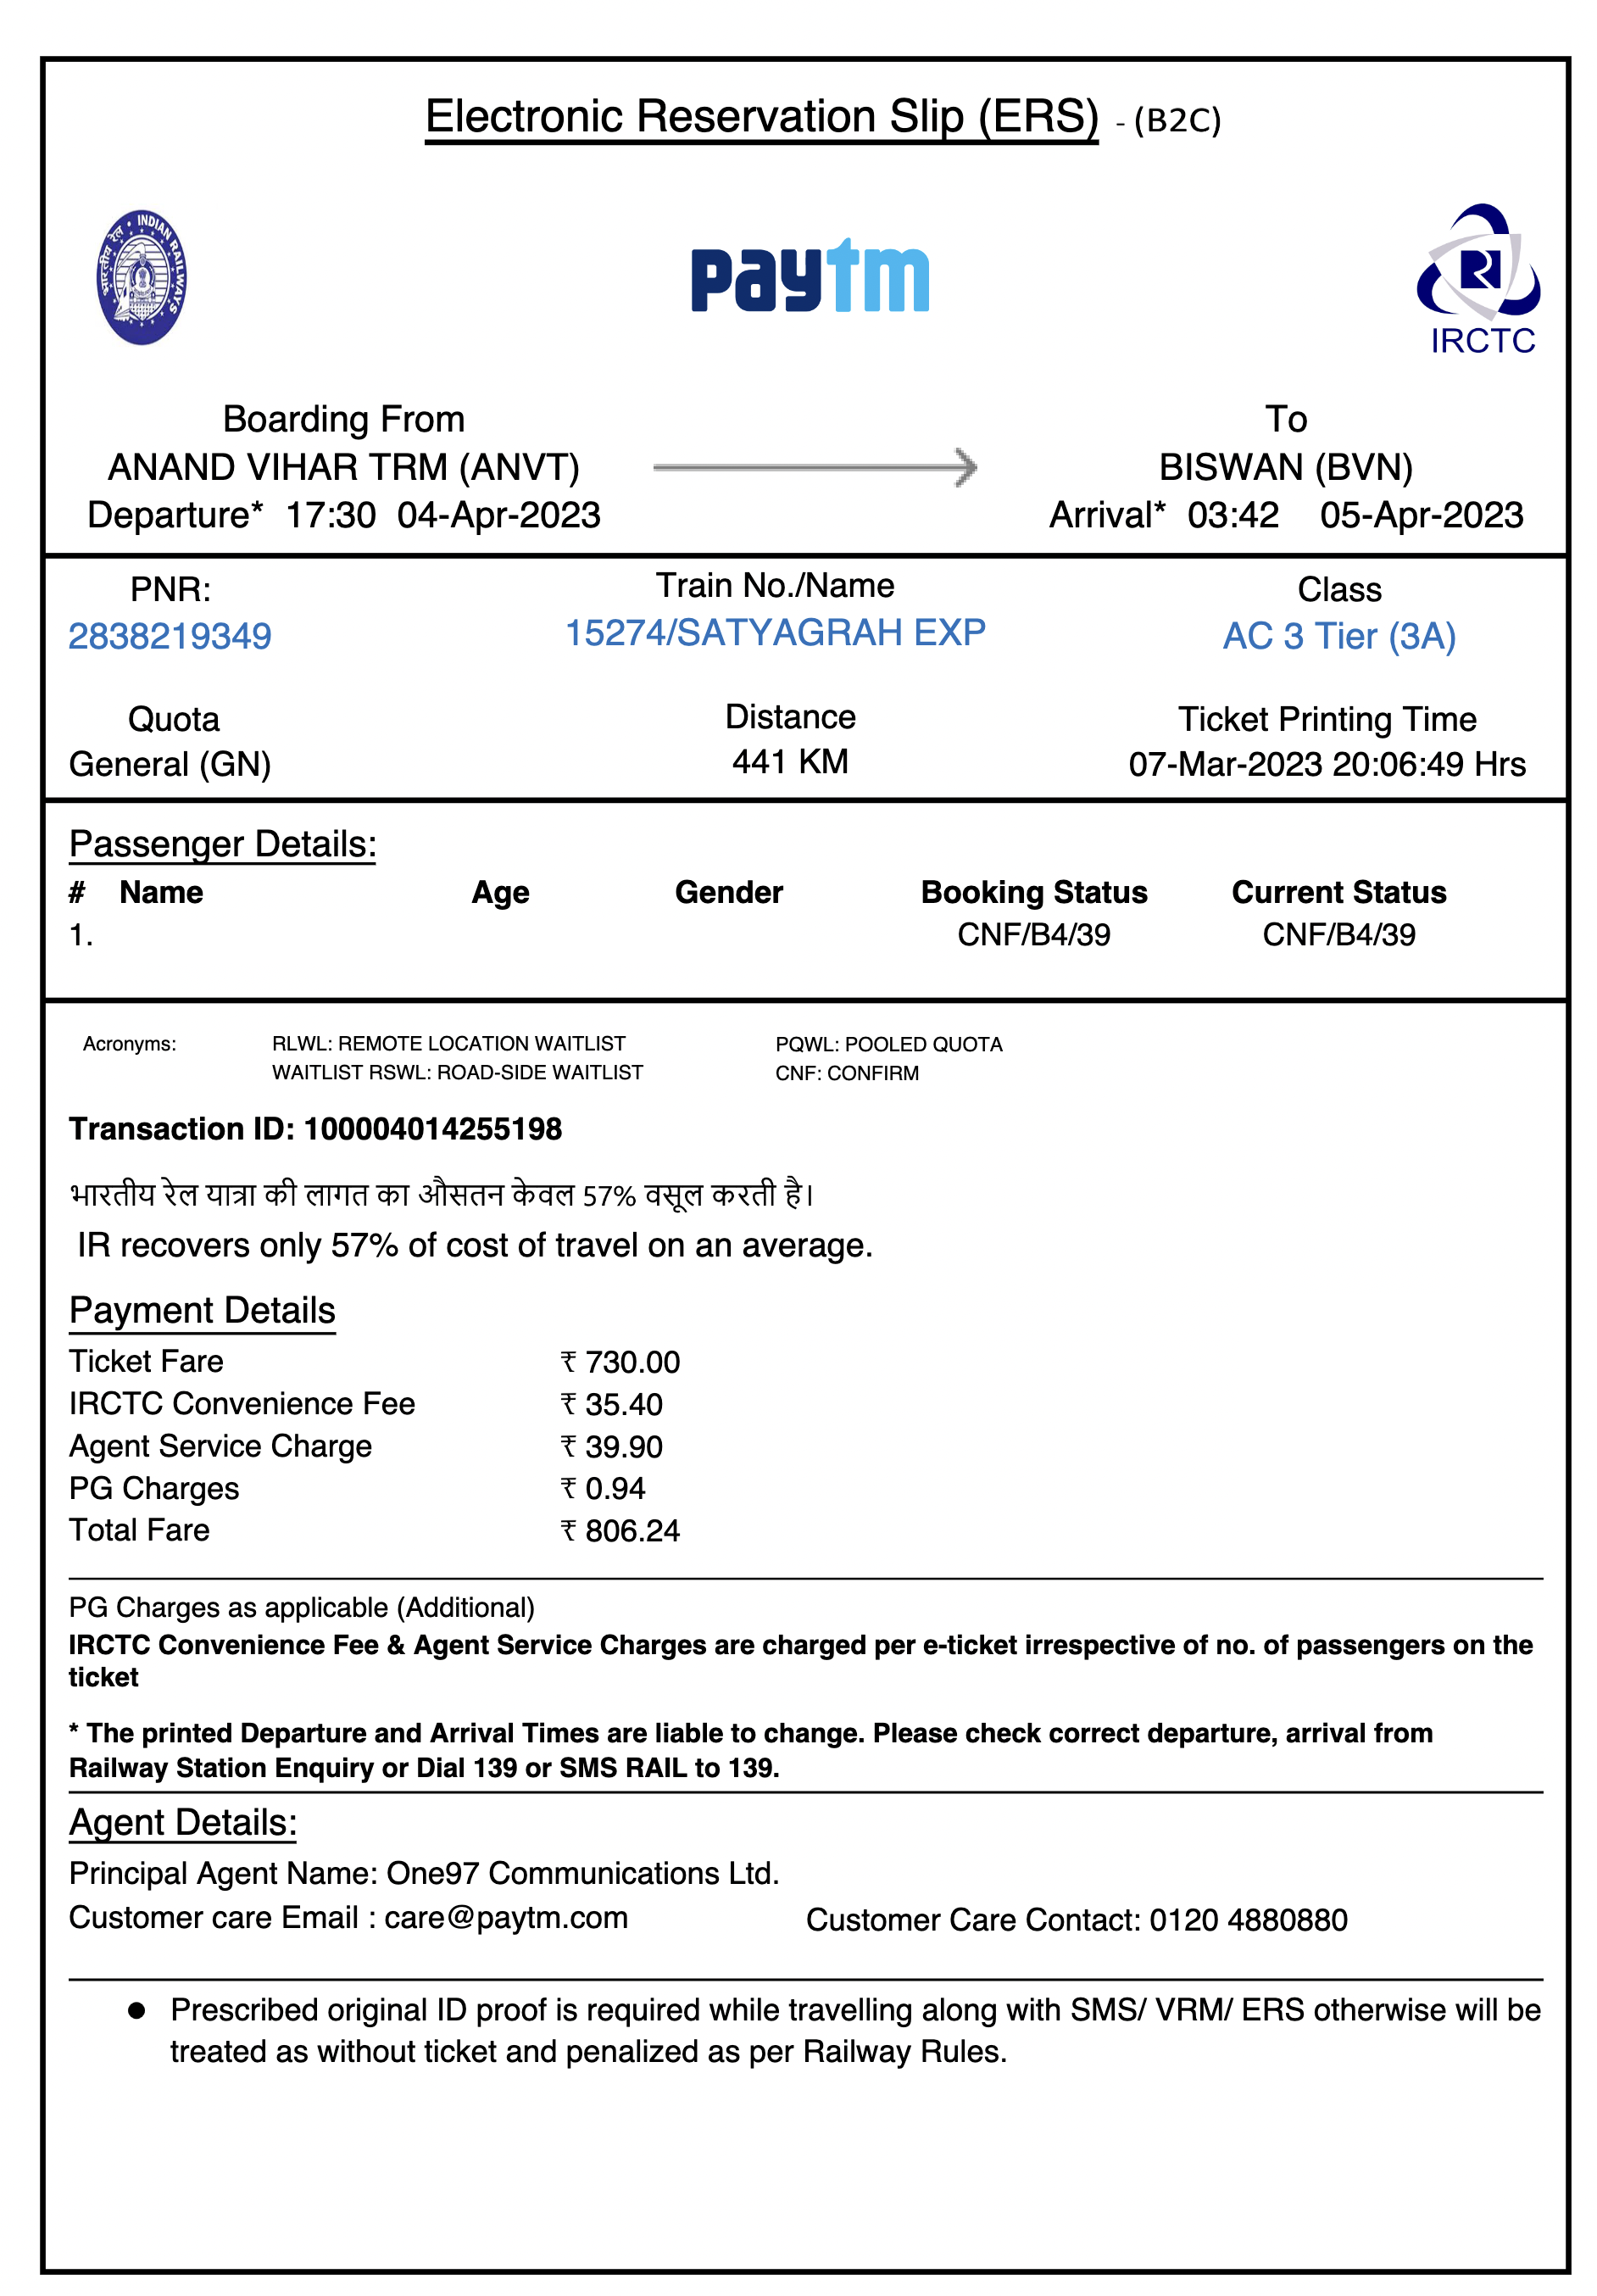 Electronic Reservation Slip (ERS) - (B2C)
भारतीय रेल • INDIAN RAILWAYS
paytm
IRCTC
Boarding From To
ANAND VIHAR TRM (ANVT) BISWAN (BVN)
Departure* 17:30 04-Apr-2023 Arrival* 03:42 05-Apr-2023
PNR: Train No./Name Class
2838219349 15274/SATYAGRAH EXP AC 3 Tier (3A)
Quota Distance Ticket Printing Time
General (GN) 441 KM 07-Mar-2023 20:06:49 Hrs
Passenger Details:
# Name Age Gender Booking Status Current Status
1. CNF/B4/39 CNF/B4/39
Acronyms: RLWL: REMOTE LOCATION WAITLIST PQWL: POOLED QUOTA
WAITLIST RSWL: ROAD-SIDE WAITLIST CNF: CONFIRM
Transaction ID: 100004014255198
भारतीय रेल यात्रा की लागत का औसतन केवल 57% वसूल करती है।
IR recovers only 57% of cost of travel on an average.
Payment Details
Ticket Fare ₹ 730.00
IRCTC Convenience Fee ₹ 35.40
Agent Service Charge ₹ 39.90
PG Charges ₹ 0.94
Total Fare ₹ 806.24
PG Charges as applicable (Additional)
IRCTC Convenience Fee & Agent Service Charges are charged per e-ticket irrespective of no. of passengers on the
ticket
* The printed Departure and Arrival Times are liable to change. Please check correct departure, arrival from
Railway Station Enquiry or Dial 139 or SMS RAIL to 139.
Agent Details:
Principal Agent Name: One97 Communications Ltd.
Customer care Email : care@paytm.com Customer Care Contact: 0120 4880880
● Prescribed original ID proof is required while travelling along with SMS/ VRM/ ERS otherwise will be
treated as without ticket and penalized as per Railway Rules.